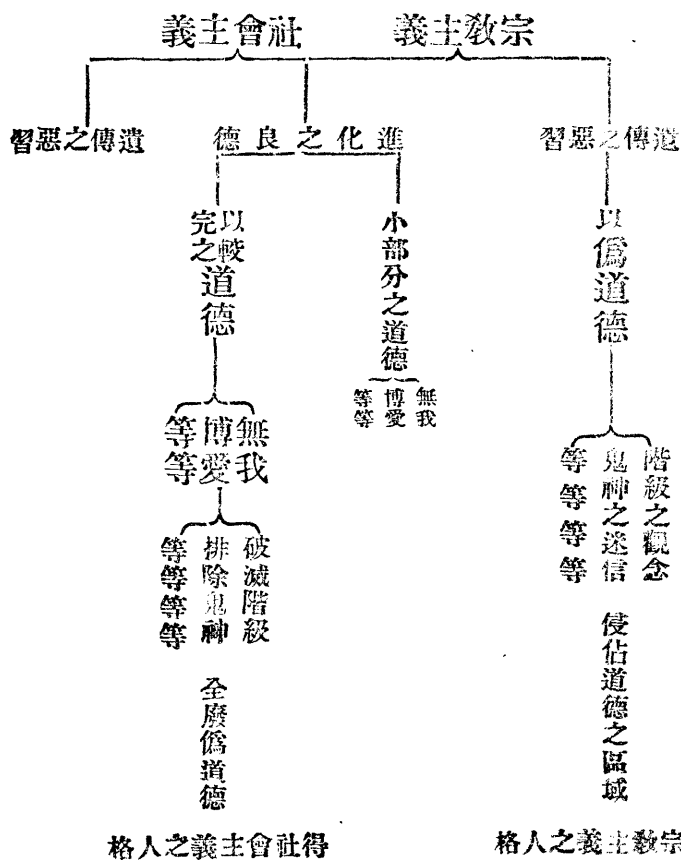 宗教主義
社會主義
遺傳之惡習
進化之良德
遺傳之惡習
以偽道德
階級之觀念
鬼神之迷信
等等等等
侵佔道德之區域
宗教主義之人格
小部分之道德
無我
博愛
等等
以較
完之
道德
無我
博愛
等等
破滅階級
排除鬼神
等等等等
全廢偽道德
得社會主義之人格